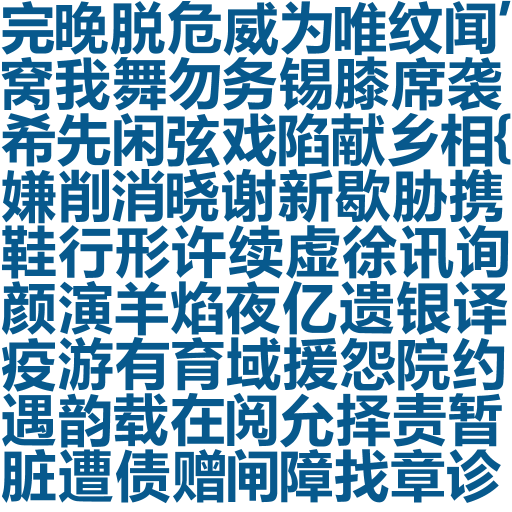 完晚脱危威为唯纹闻′
窝我舞勿务锡膝席袭
希先闲弦戏陷献乡相{
嫌削消晓谢新歇胁携
鞋行形许续虚徐讯询
颜演羊焰夜亿遗银译
疫游有育域援怨院约
遇韵载在阅允择责暂
脏遭债赠闸障找章诊